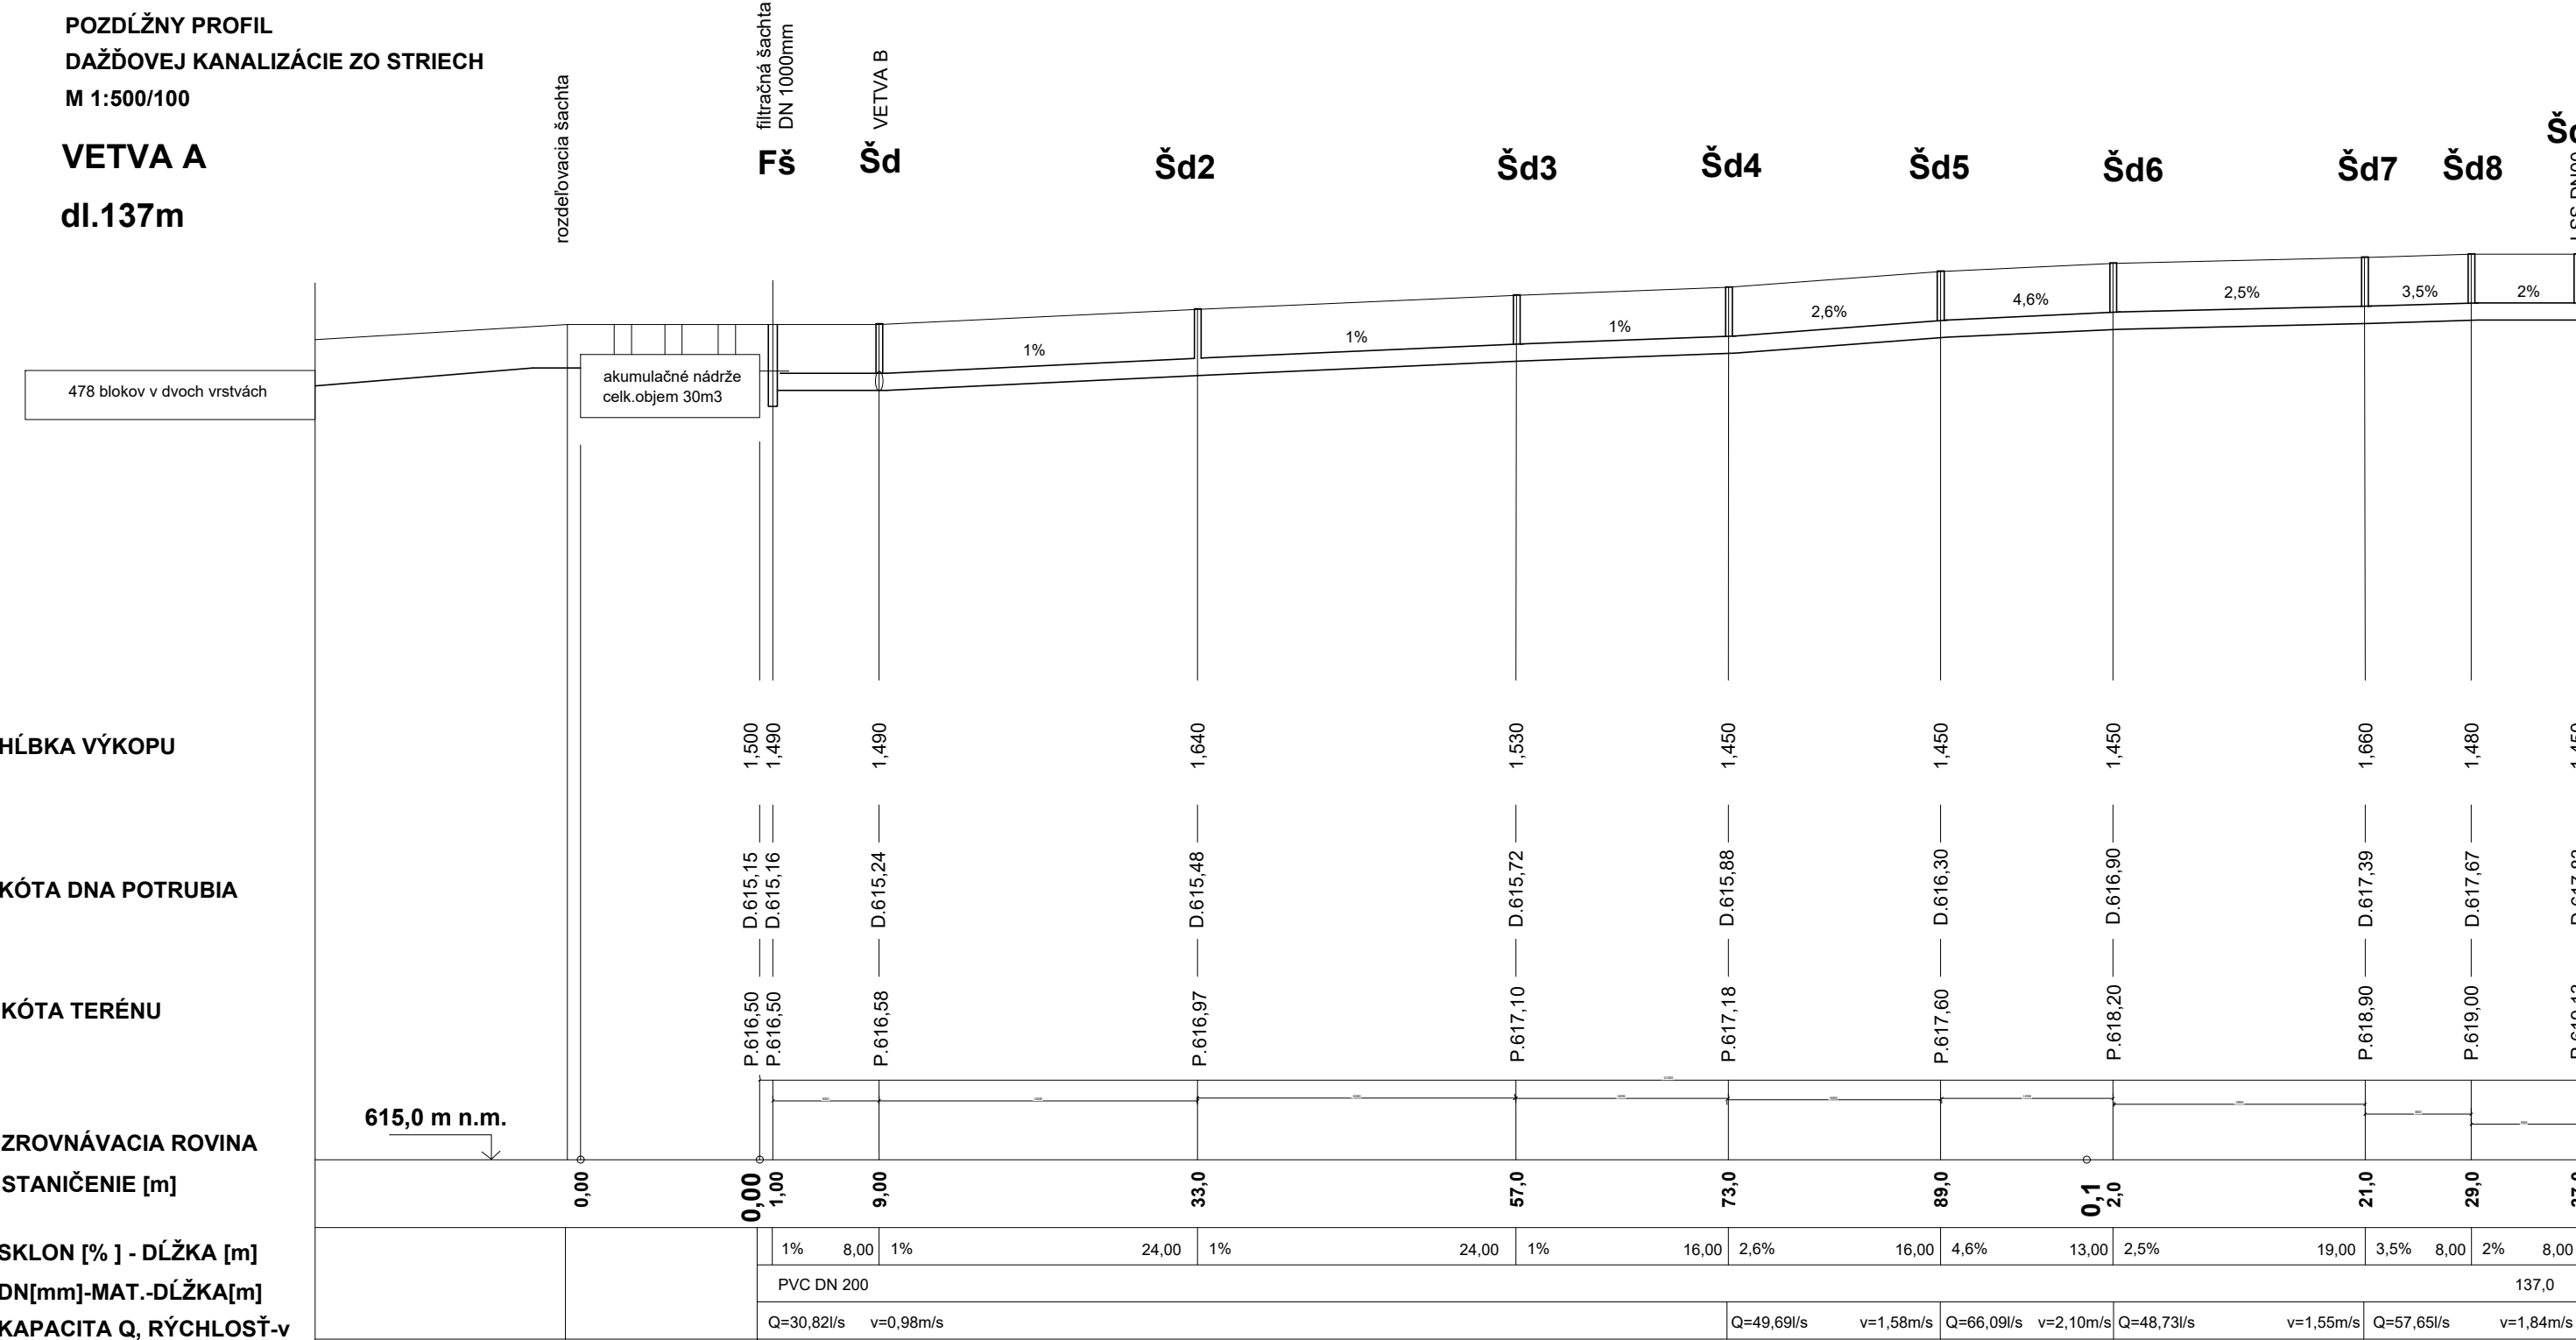 POZDĹŽNY PROFIL
DAŽĎOVEJ KANALIZÁCIE ZO STRIECH
M 1:500/100
VETVA A
dl.137m
rozdeľovacia šachta
filtračná šachta
DN 1000mm
VETVA B
Fš
Šd
Šd2
Šd3
Šd4
Šd5
Šd6
Šd7
Šd8
1%
1%
1%
2,6%
4,6%
2,5%
3,5%
2%
478 blokov v dvoch vrstvách
akumulačné nádrže
celk.objem 30m3
HĹBKA VÝKOPU
1,500
1,490
1,490
1,640
1,530
1,450
1,450
1,450
1,660
1,480
KÓTA DNA POTRUBIA
D.615,15
D.615,16
D.615,24
D.615,48
D.615,72
D.615,88
D.616,30
D.616,90
D.617,39
D.617,67
KÓTA TERÉNU
P.616,50
P.616,50
P.616,58
P.616,97
P.617,10
P.617,18
P.617,60
P.618,20
P.618,90
P.619,00
615,0 m n.m.
ZROVNÁVACIA ROVINA
STANIČENIE [m]
0,00
0,00
1,00
9,00
33,0
57,0
73,0
89,0
0,1
2,0
21,0
29,0
SKLON [% ] - DĹŽKA [m]
1% 8,00 1% 24,00 1% 24,00 1% 16,00 2,6% 16,00 4,6% 13,00 2,5% 19,00 3,5% 8,00 2% 8,00
DN[mm]-MAT.-DĹŽKA[m]
PVC DN 200 137,0
KAPACITA Q, RÝCHLOSŤ-v
Q=30,82l/s v=0,98m/s Q=49,69l/s v=1,58m/s Q=66,09l/s v=2,10m/s Q=48,73l/s v=1,55m/s Q=57,65l/s v=1,84m/s